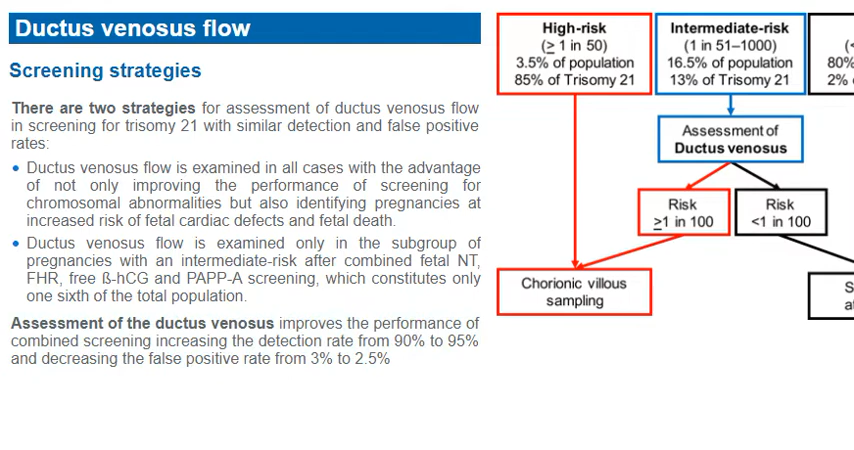 Ductus venosus flow
Screening strategies
There are two strategies for assessment of ductus venosus flow
in screening for trisomy 21 with similar detection and false positive
rates:
• Ductus venosus flow is examined in all cases with the advantage
of not only improving the performance of screening for
chromosomal abnormalities but also identifying pregnancies at
increased risk of fetal cardiac defects and fetal death.
• Ductus venosus flow is examined only in the subgroup of
pregnancies with an intermediate-risk after combined fetal NT,
FHR, free ß-hCG and PAPP-A screening, which constitutes only
one sixth of the total population.
Assessment of the ductus venosus improves the performance of
combined screening increasing the detection rate from 90% to 95%
and decreasing the false positive rate from 3% to 2.5%
High-risk
(≥ 1 in 50)
3.5% of population
85% of Trisomy 21
Intermediate-risk
(1 in 51–1000)
16.5% of population
13% of Trisomy 21
(<
80%
2%
Assessment of
Ductus venosus
Risk
≥1 in 100
Risk
<1 in 100
Chorionic villous
sampling
S